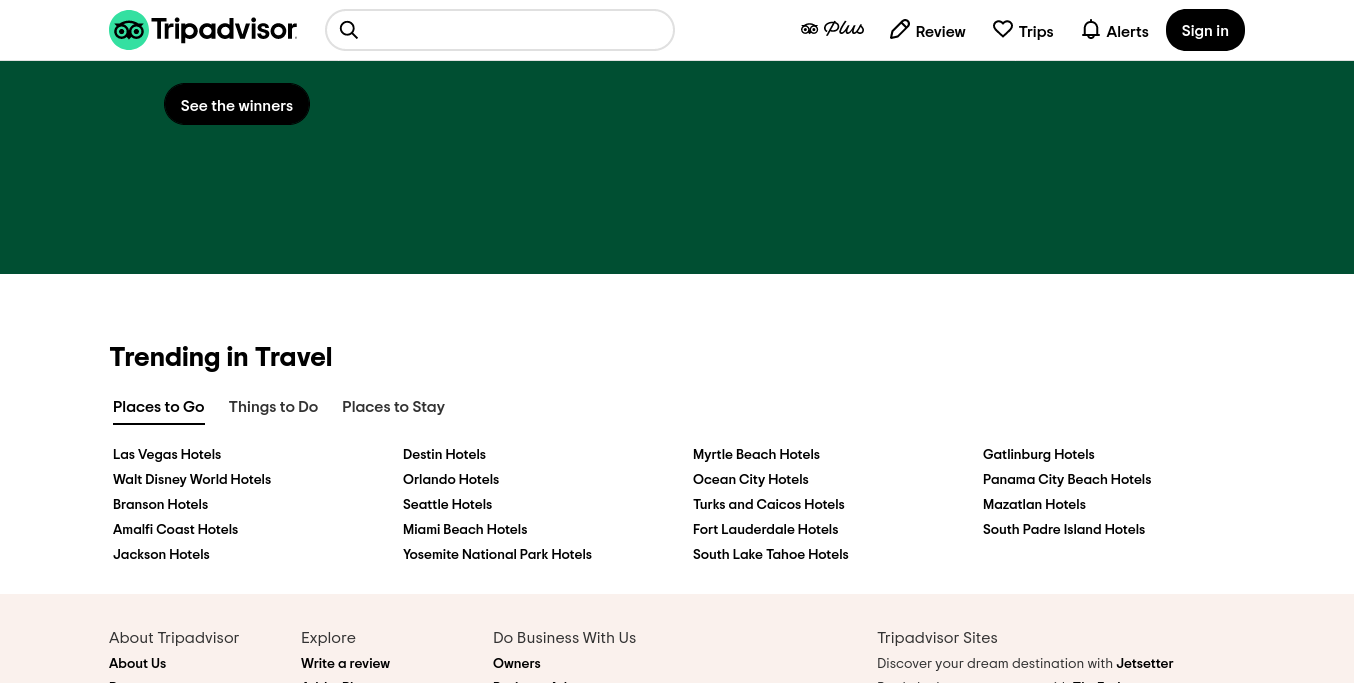 Tripadvisor
Plus
Review
Trips
Alerts
Sign in
See the winners
Trending in Travel
Places to Go
Things to Do
Places to Stay
Las Vegas Hotels
Walt Disney World Hotels
Branson Hotels
Amalfi Coast Hotels
Jackson Hotels
Destin Hotels
Orlando Hotels
Seattle Hotels
Miami Beach Hotels
Yosemite National Park Hotels
Myrtle Beach Hotels
Ocean City Hotels
Turks and Caicos Hotels
Fort Lauderdale Hotels
South Lake Tahoe Hotels
Gatlinburg Hotels
Panama City Beach Hotels
Mazatlan Hotels
South Padre Island Hotels
About Tripadvisor
About Us
Explore
Write a review
Do Business With Us
Owners
Tripadvisor Sites
Discover your dream destination with Jetsetter